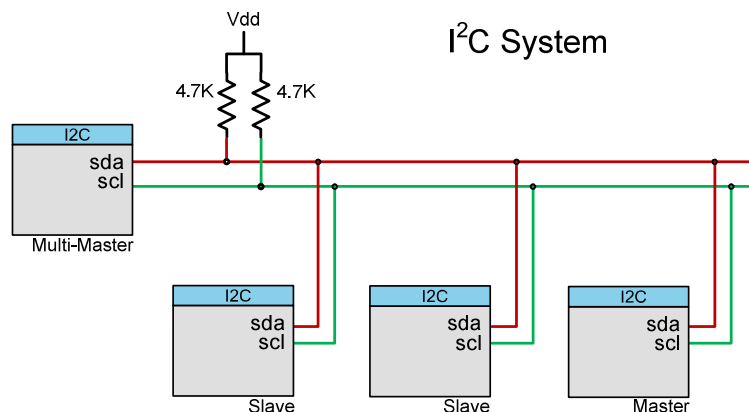 I²C System
Vdd
4.7K 4.7K
I2C
sda
scl
Multi-Master
I2C
sda
scl
Slave
I2C
sda
scl
Slave
I2C
sda
scl
Master